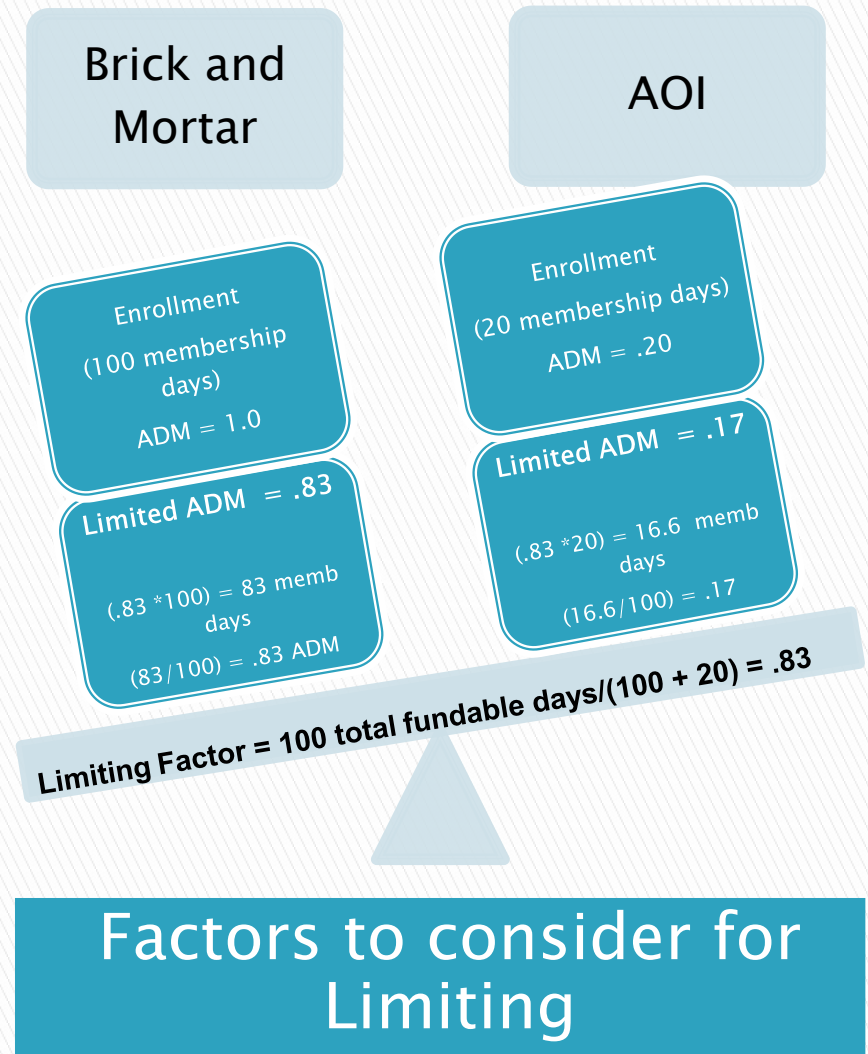 Brick and
Mortar
AOI
Enrollment
(100 membership
days)
ADM = 1.0
Limited ADM  = .83
(.83 *100) = 83 memb
days
(83/100) = .83 ADM
Enrollment
(20 membership days)
ADM = .20
Limited ADM  = .17
(.83 *20) = 16.6  memb
days
(16.6/100) = .17
Limiting Factor = 100 total fundable days/(100 + 20) = .83
Factors to consider for
Limiting